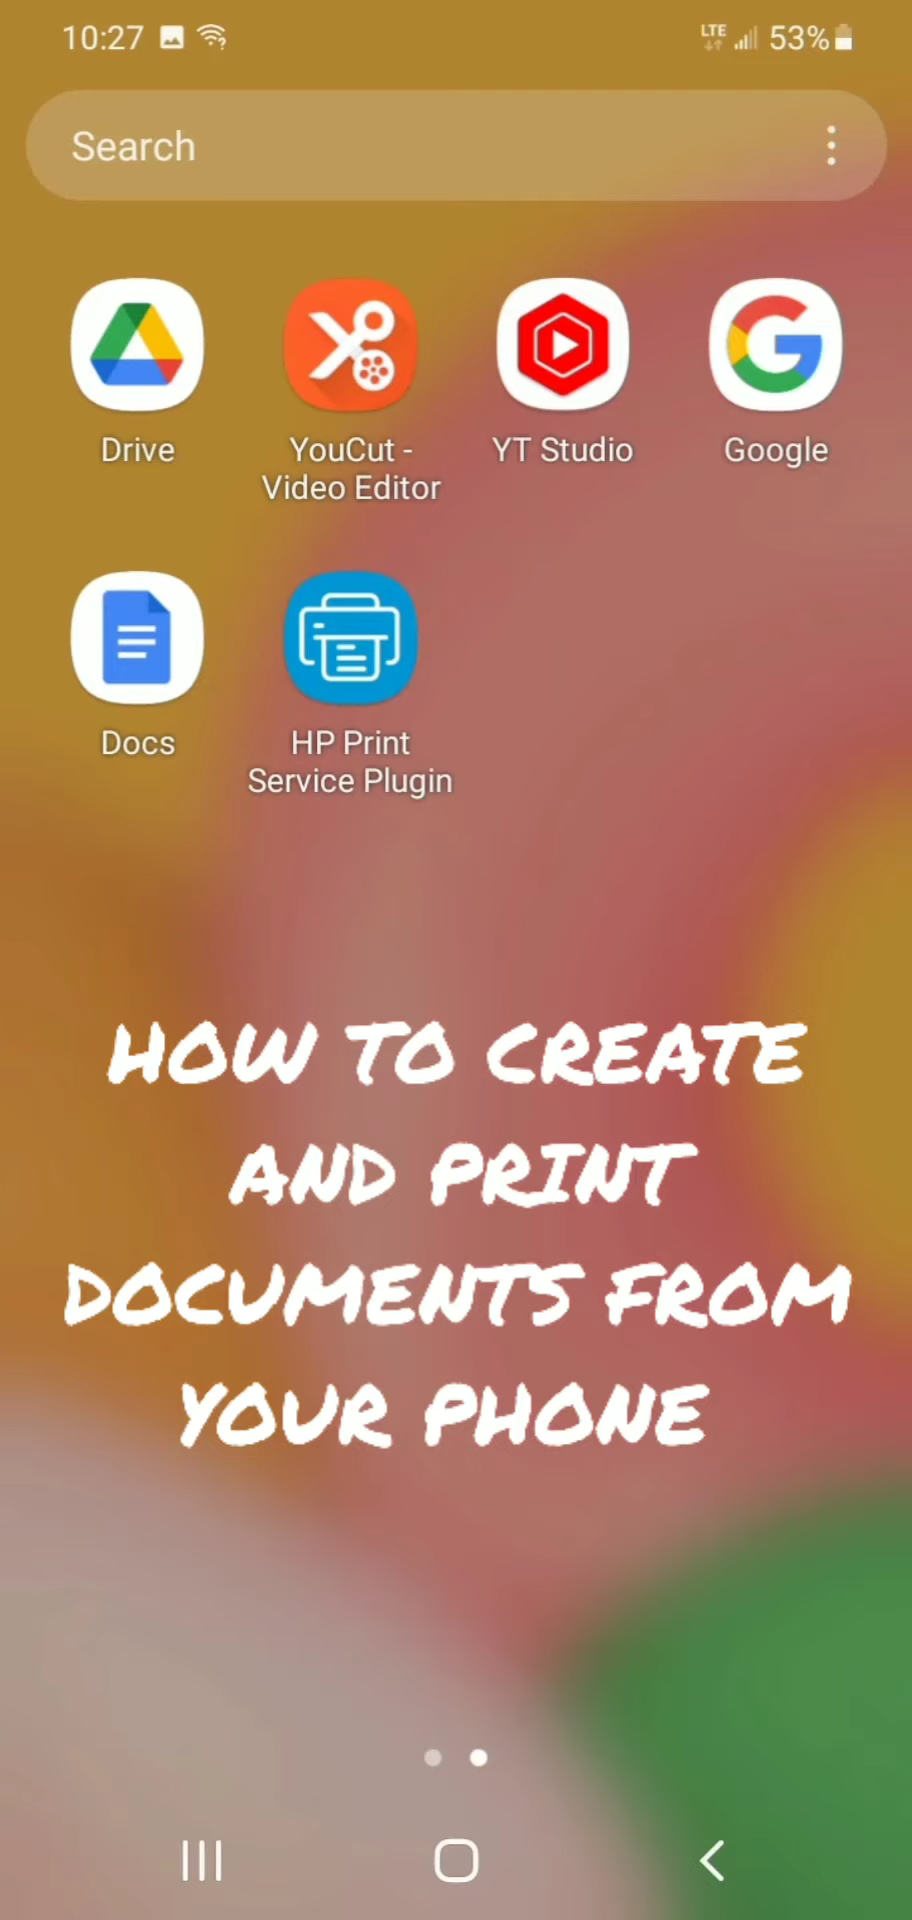 10:27 LTE 53%
Search
Drive
YouCut -
Video Editor
YT Studio
Google
Docs
HP Print
Service Plugin
HOW TO CREATE
AND PRINT
DOCUMENTS FROM
YOUR PHONE